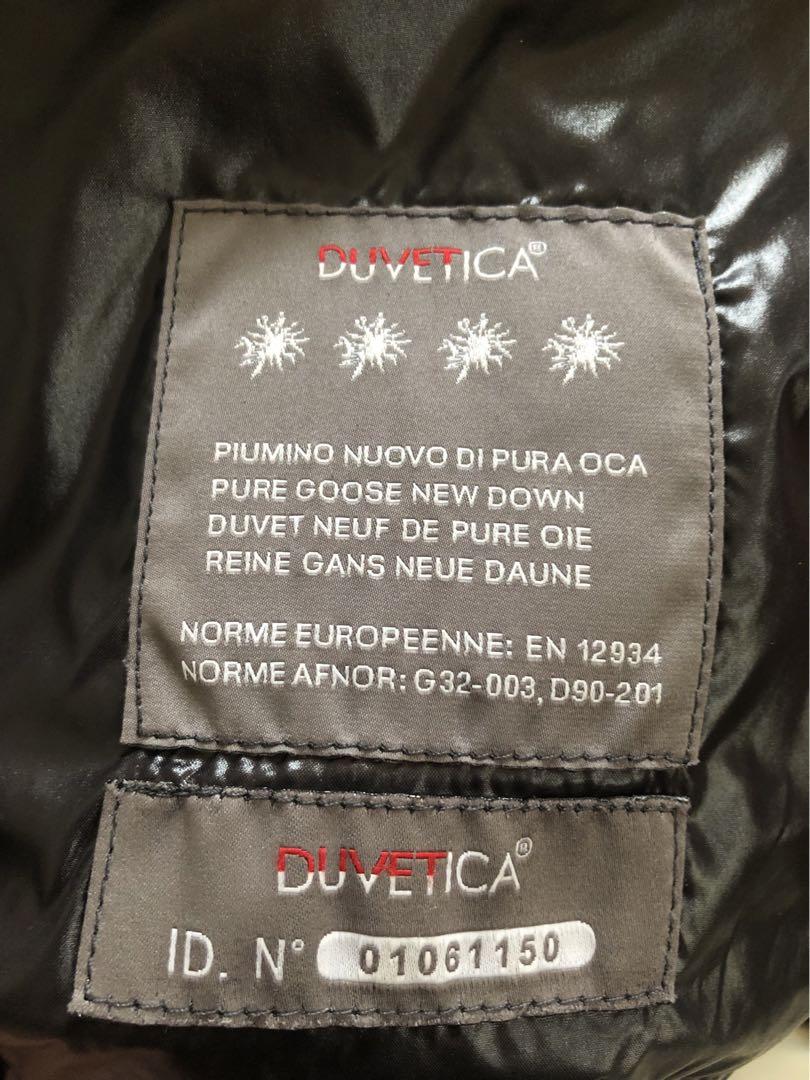 DUVETICA®
PIUMINO NUOVO DI PURA OCA
PURE GOOSE NEW DOWN
DUVET NEUF DE PURE OIE
REINE GANS NEUE DAUNE
NORME EUROPEENNE: EN 12934
NORME AFNOR: G32-003, D90-201
DUVETICA®
ID. N° 01061150